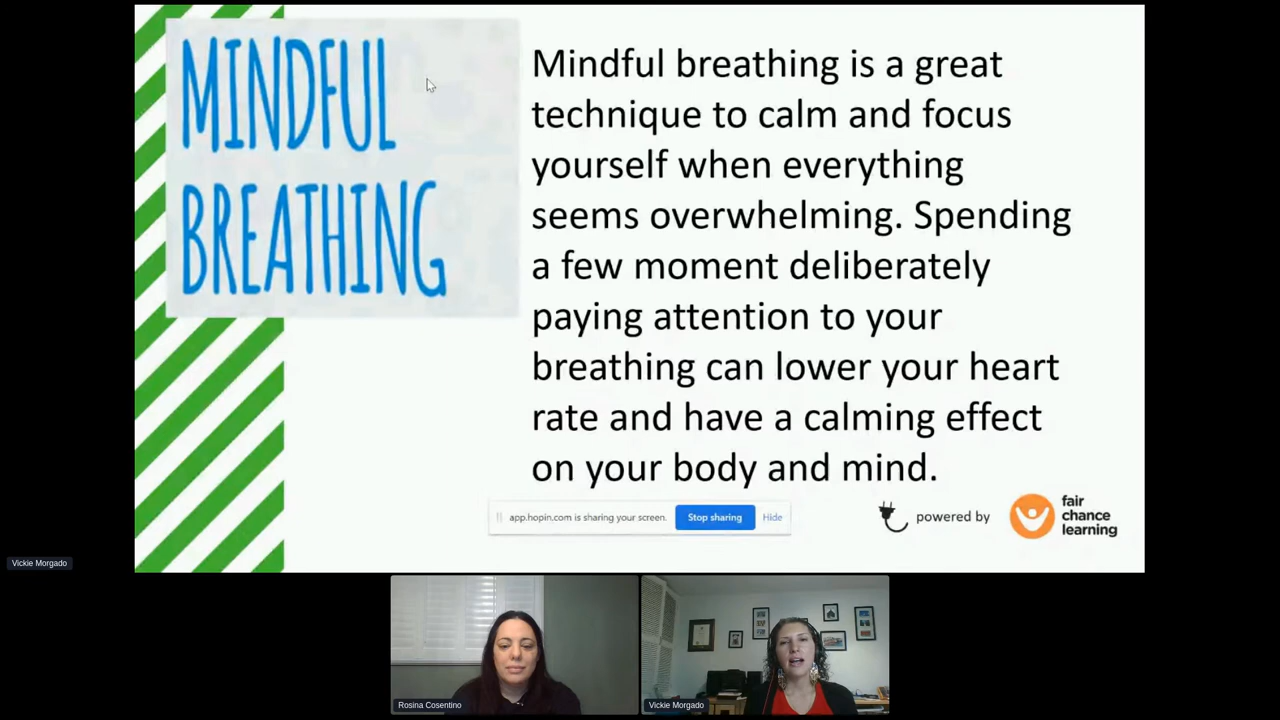 MINDFUL
BREATHING
Mindful breathing is a great
technique to calm and focus
yourself when everything
seems overwhelming. Spending
a few moment deliberately
paying attention to your
breathing can lower your heart
rate and have a calming effect
on your body and mind.
app.hopin.com is sharing your screen.
Stop sharing
Hide
powered by
fair
chance
learning
Vickie Morgado
Rosina Cosentino
Vickie Morgado